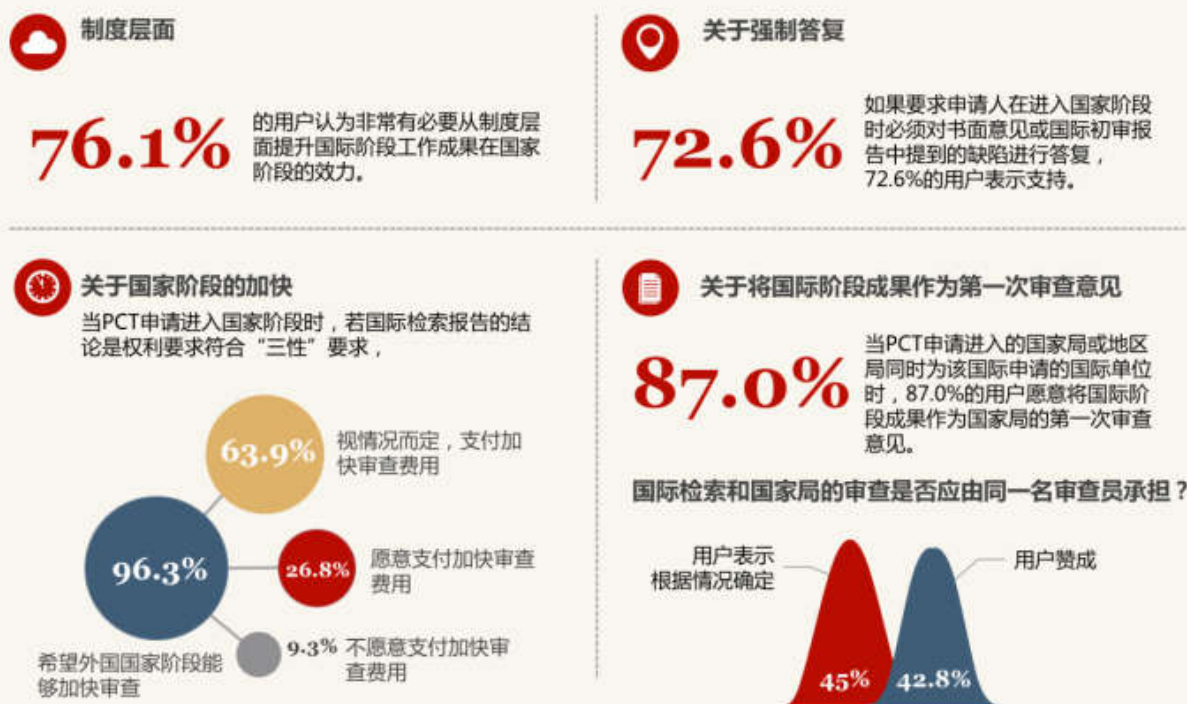 制度层面
76.1%
的用户认为非常有必要从制度层
面提升国际阶段工作成果在国家
阶段的效力。
关于强制答复
72.6%
如果要求申请人在进入国家阶段
时必须对书面意见或国际初审报
告中提到的缺陷进行答复，
72.6%的用户表示支持。
关于国家阶段的加快
当PCT申请进入国家阶段时，若国际检索报告的结
论是权利要求符合“三性”要求，
63.9%
视情况而定，支付加
快审查费用
96.3%
26.8%
愿意支付加快审查
费用
9.3%
不愿意支付加快审
查费用
希望外国国家阶段能
够加快审查
关于将国际阶段成果作为第一次审查意见
87.0%
当PCT申请进入的国家局或地区
局同时为该国际申请的国际单位
时，87.0%的用户愿意将国际阶
段成果作为国家局的第一次审查
意见。
国际检索和国家局的审查是否应由同一名审查员承担？
用户表示
根据情况确定
用户赞成
45%
42.8%